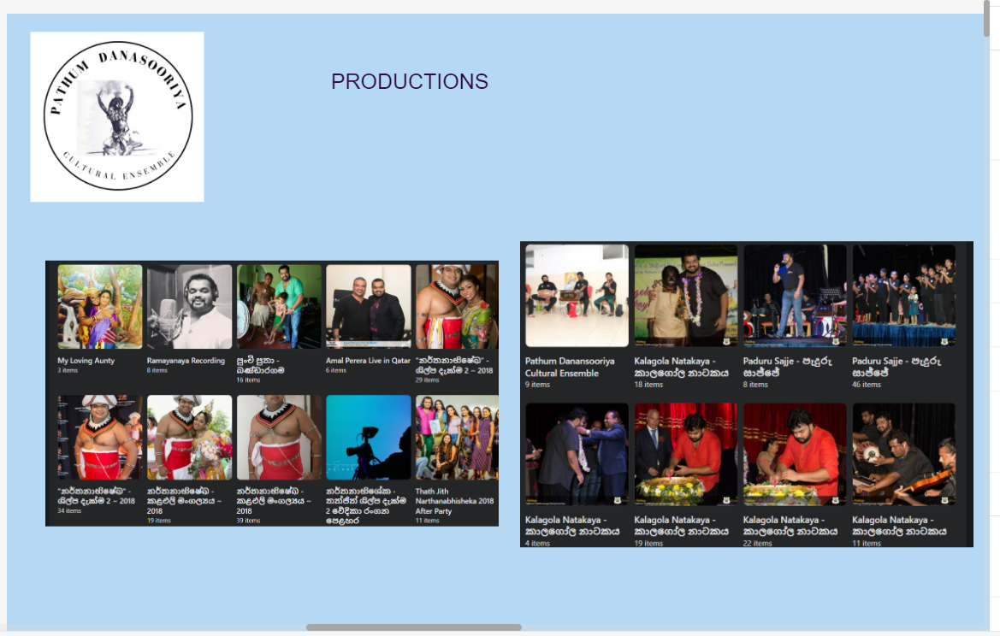 PATHUM DANASOORIYA
CULTURAL ENSEMBLE
PRODUCTIONS
My Loving Aunty
3 items
Ramayanaya Recording
8 items
පුංචි පුතා -
බණ්ඩාරගම
16 items
Amal Perera Live in Qatar
6 items
"නර්තනාභිෂේඛ" -
ශිල්ප දැක්ම 2 ~ 2018
29 items
"නර්තනාභිෂේඛ" -
ශිල්ප දැක්ම 2 ~ 2018
34 items
නර්තනාභිෂේඛ -
කළඑළි මංගල්‍යය ~
2018
19 items
නර්තනාභිෂේඛ -
කළඑළි මංගල්‍යය ~
2018
39 items
නර්තනාභිශේක -
තත්ජිත් ශිල්ප දැක්ම
2 වේදිකා රංගන
පෙළහර
Thath Jith
Narthanabhisheka 2018
After Party
11 items
Pathum Danansooriya
Cultural Ensemble
9 items
Kalagola Natakaya -
කාලගෝල නාටකය
18 items
Paduru Sajje - පැදුරු
සාජ්ජේ
8 items
Paduru Sajje - පැදුරු
සාජ්ජේ
46 items
Kalagola Natakaya -
කාලගෝල නාටකය
4 items
Kalagola Natakaya -
කාලගෝල නාටකය
19 items
Kalagola Natakaya -
කාලගෝල නාටකය
22 items
Kalagola Natakaya -
කාලගෝල නාටකය
11 items